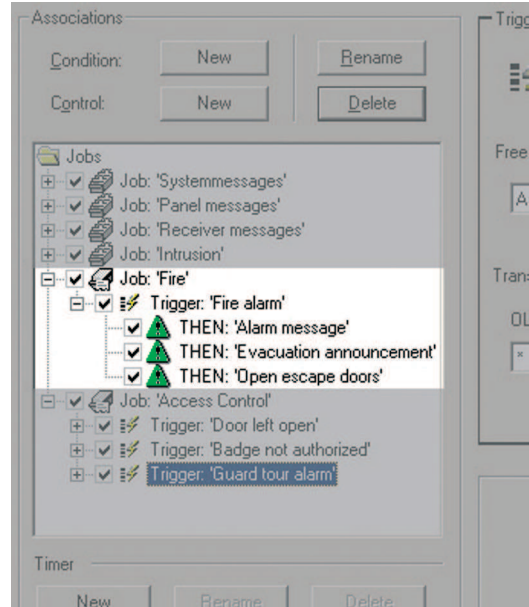 Associations
Condition: New Rename
Control: New Delete
Jobs
Job: 'Systemmessages'
Job: 'Panel messages'
Job: 'Receiver messages'
Job: 'Intrusion'
Job: 'Fire'
Trigger: 'Fire alarm'
THEN: 'Alarm message'
THEN: 'Evacuation announcement'
THEN: 'Open escape doors'
Job: 'Access Control'
Trigger: 'Door left open'
Trigger: 'Badge not authorized'
Trigger: 'Guard tour alarm'
Timer
New Rename Delete
Trigg
Free
A
Trans
OL
*